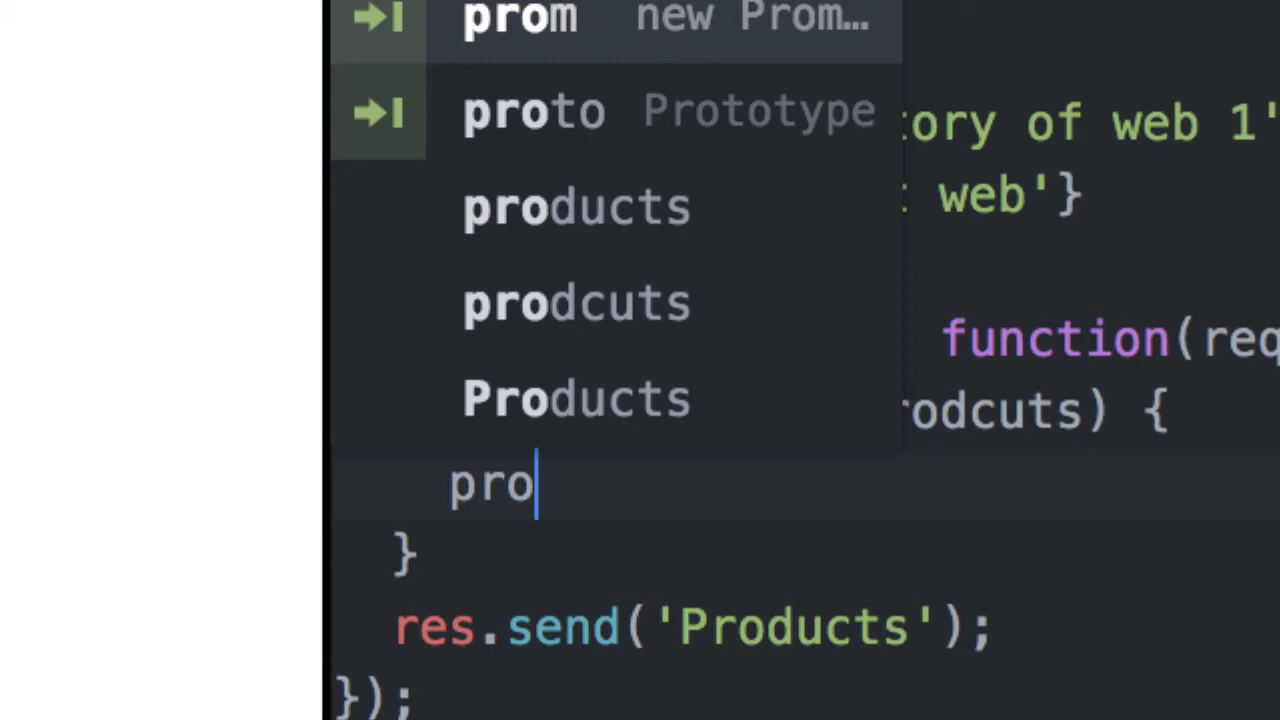 prom new Prom…
proto Prototype
tory of web 1'
web'}
products
prodcuts
function(req
Products
rodcuts) {
pro
}
res.send('Products');
});